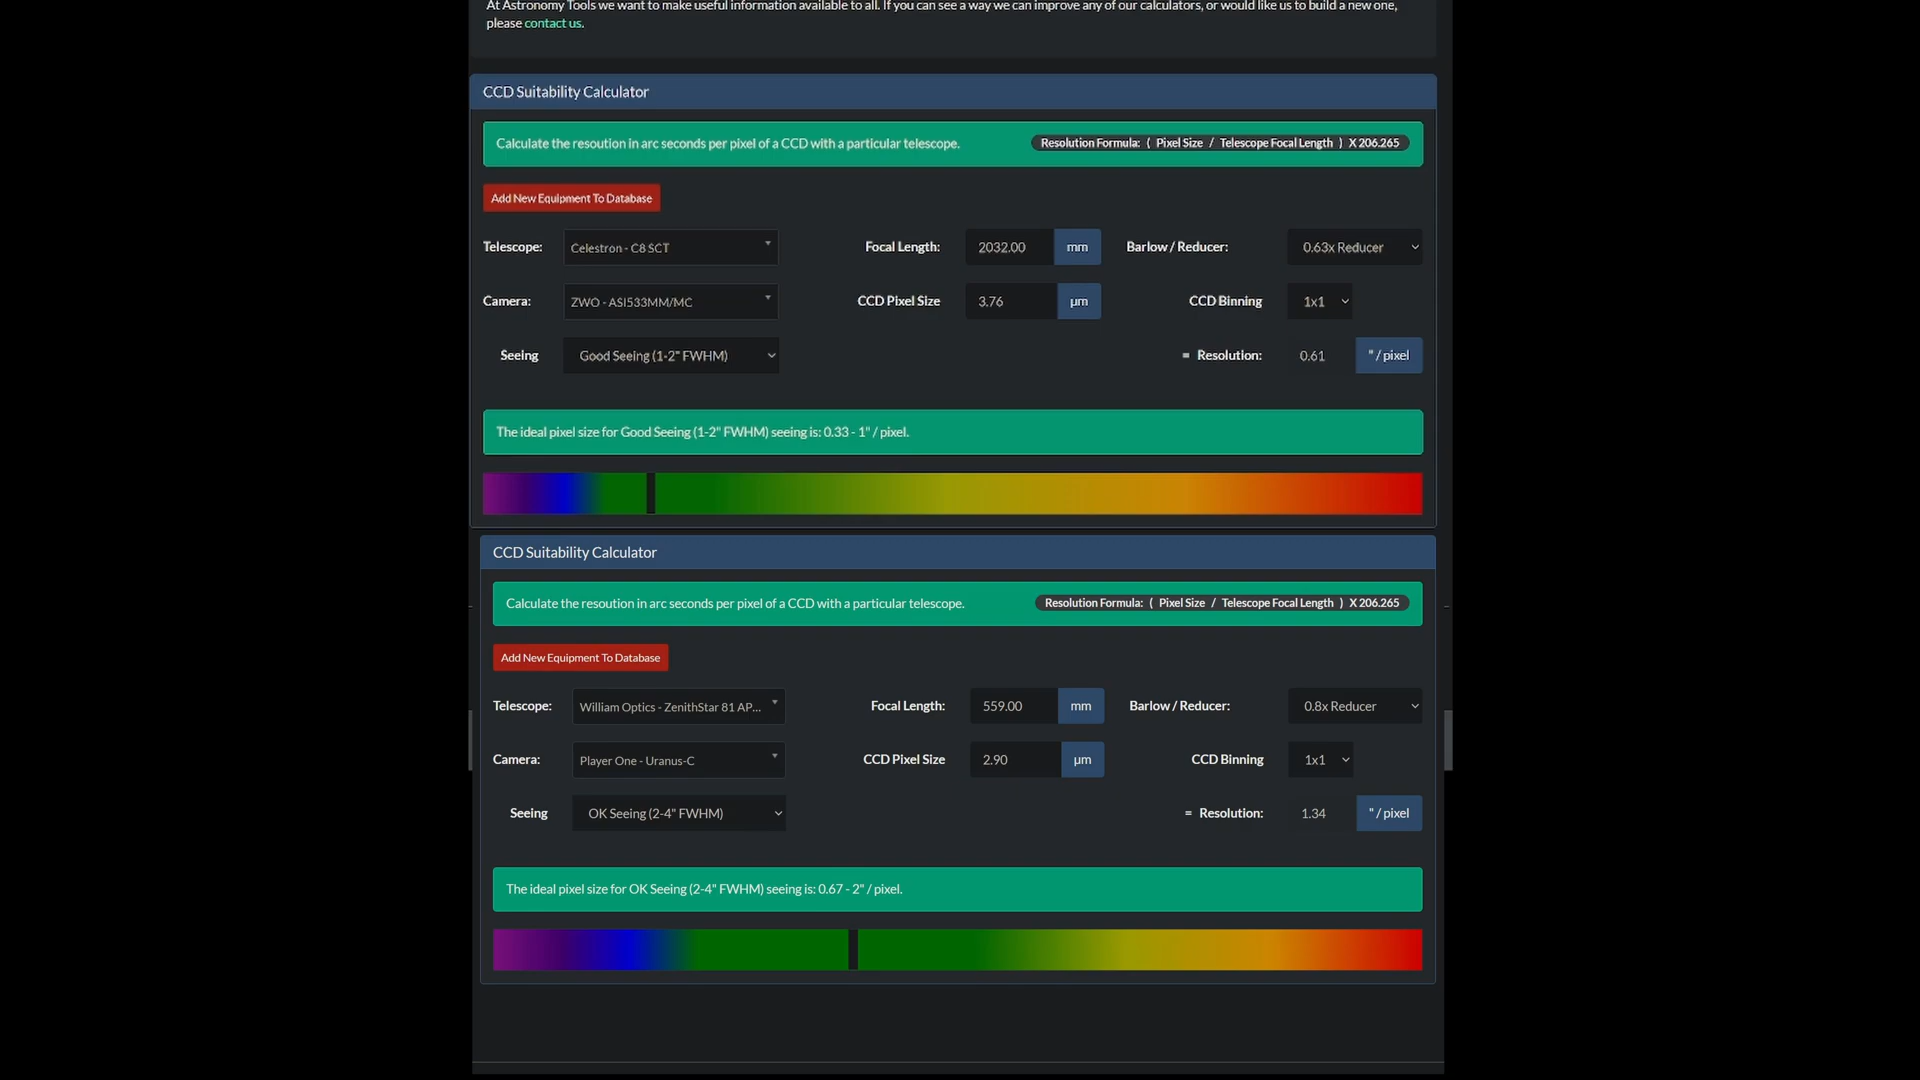 At Astronomy Tools we want to make useful information available to all. If you can see a way we can improve any of our calculators, or would like us to build a new one,
please contact us.
CCD Suitability Calculator
Calculate the resoution in arc seconds per pixel of a CCD with a particular telescope. Resolution Formula: ( Pixel Size / Telescope Focal Length ) X 206.265
Add New Equipment To Database
Telescope: Celestron - C8 SCT Focal Length: 2032.00 mm Barlow / Reducer: 0.63x Reducer
Camera: ZWO - ASI533MM/MC CCD Pixel Size 3.76 µm CCD Binning 1x1
Seeing Good Seeing (1-2" FWHM) = Resolution: 0.61 " / pixel
The ideal pixel size for Good Seeing (1-2" FWHM) seeing is: 0.33 - 1" / pixel.
CCD Suitability Calculator
Calculate the resoution in arc seconds per pixel of a CCD with a particular telescope. Resolution Formula: ( Pixel Size / Telescope Focal Length ) X 206.265
Add New Equipment To Database
Telescope: William Optics - ZenithStar 81 AP... Focal Length: 559.00 mm Barlow / Reducer: 0.8x Reducer
Camera: Player One - Uranus-C CCD Pixel Size 2.90 µm CCD Binning 1x1
Seeing OK Seeing (2-4" FWHM) = Resolution: 1.34 " / pixel
The ideal pixel size for OK Seeing (2-4" FWHM) seeing is: 0.67 - 2" / pixel.